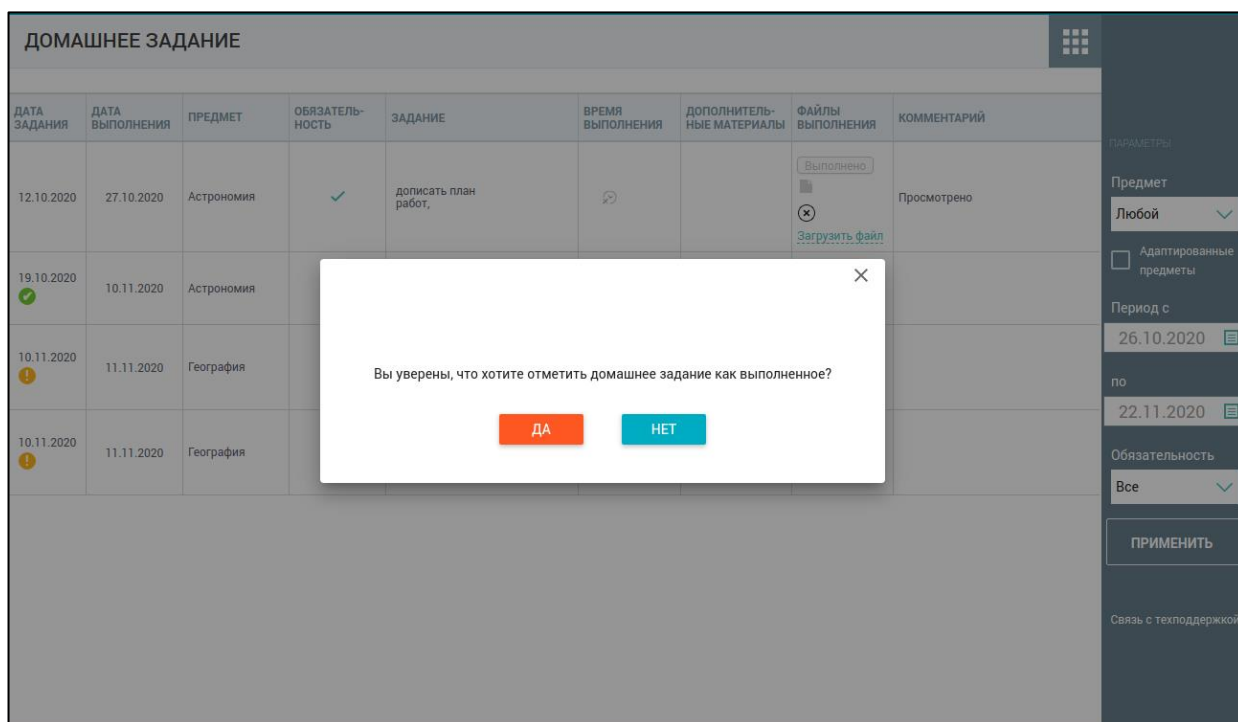 ДОМАШНЕЕ ЗАДАНИЕ
ДАТА
ЗАДАНИЯ
ДАТА
ВЫПОЛНЕНИЯ
ПРЕДМЕТ
ОБЯЗАТЕЛЬ-
НОСТЬ
ЗАДАНИЕ
ВРЕМЯ
ВЫПОЛНЕНИЯ
ДОПОЛНИТЕЛЬ-
НЫЕ МАТЕРИАЛЫ
ФАЙЛЫ
ВЫПОЛНЕНИЯ
КОММЕНТАРИЙ
12.10.2020
27.10.2020
Астрономия
дописать план
работ,
Выполнено
Загрузить файл
Просмотрено
19.10.2020
10.11.2020
Астрономия
10.11.2020
11.11.2020
География
10.11.2020
11.11.2020
География
Вы уверены, что хотите отметить домашнее задание как выполненное?
ДА
НЕТ
ПАРАМЕТРЫ
Предмет
Любой
Адаптированные
предметы
Период с
26.10.2020
по
22.11.2020
Обязательность
Все
ПРИМЕНИТЬ
Связь с техподдержкой